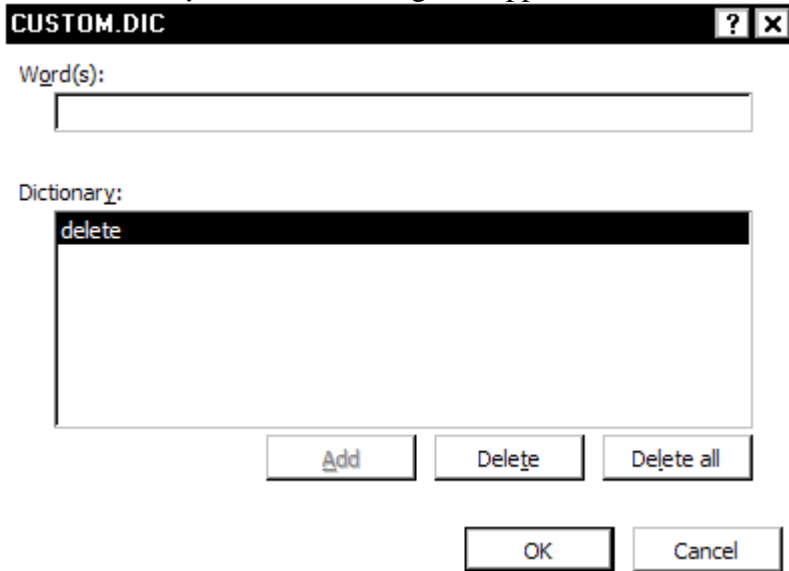 CUSTOM.DIC ? X
Word(s):
Dictionary:
delete
Add Delete Delete all
OK Cancel